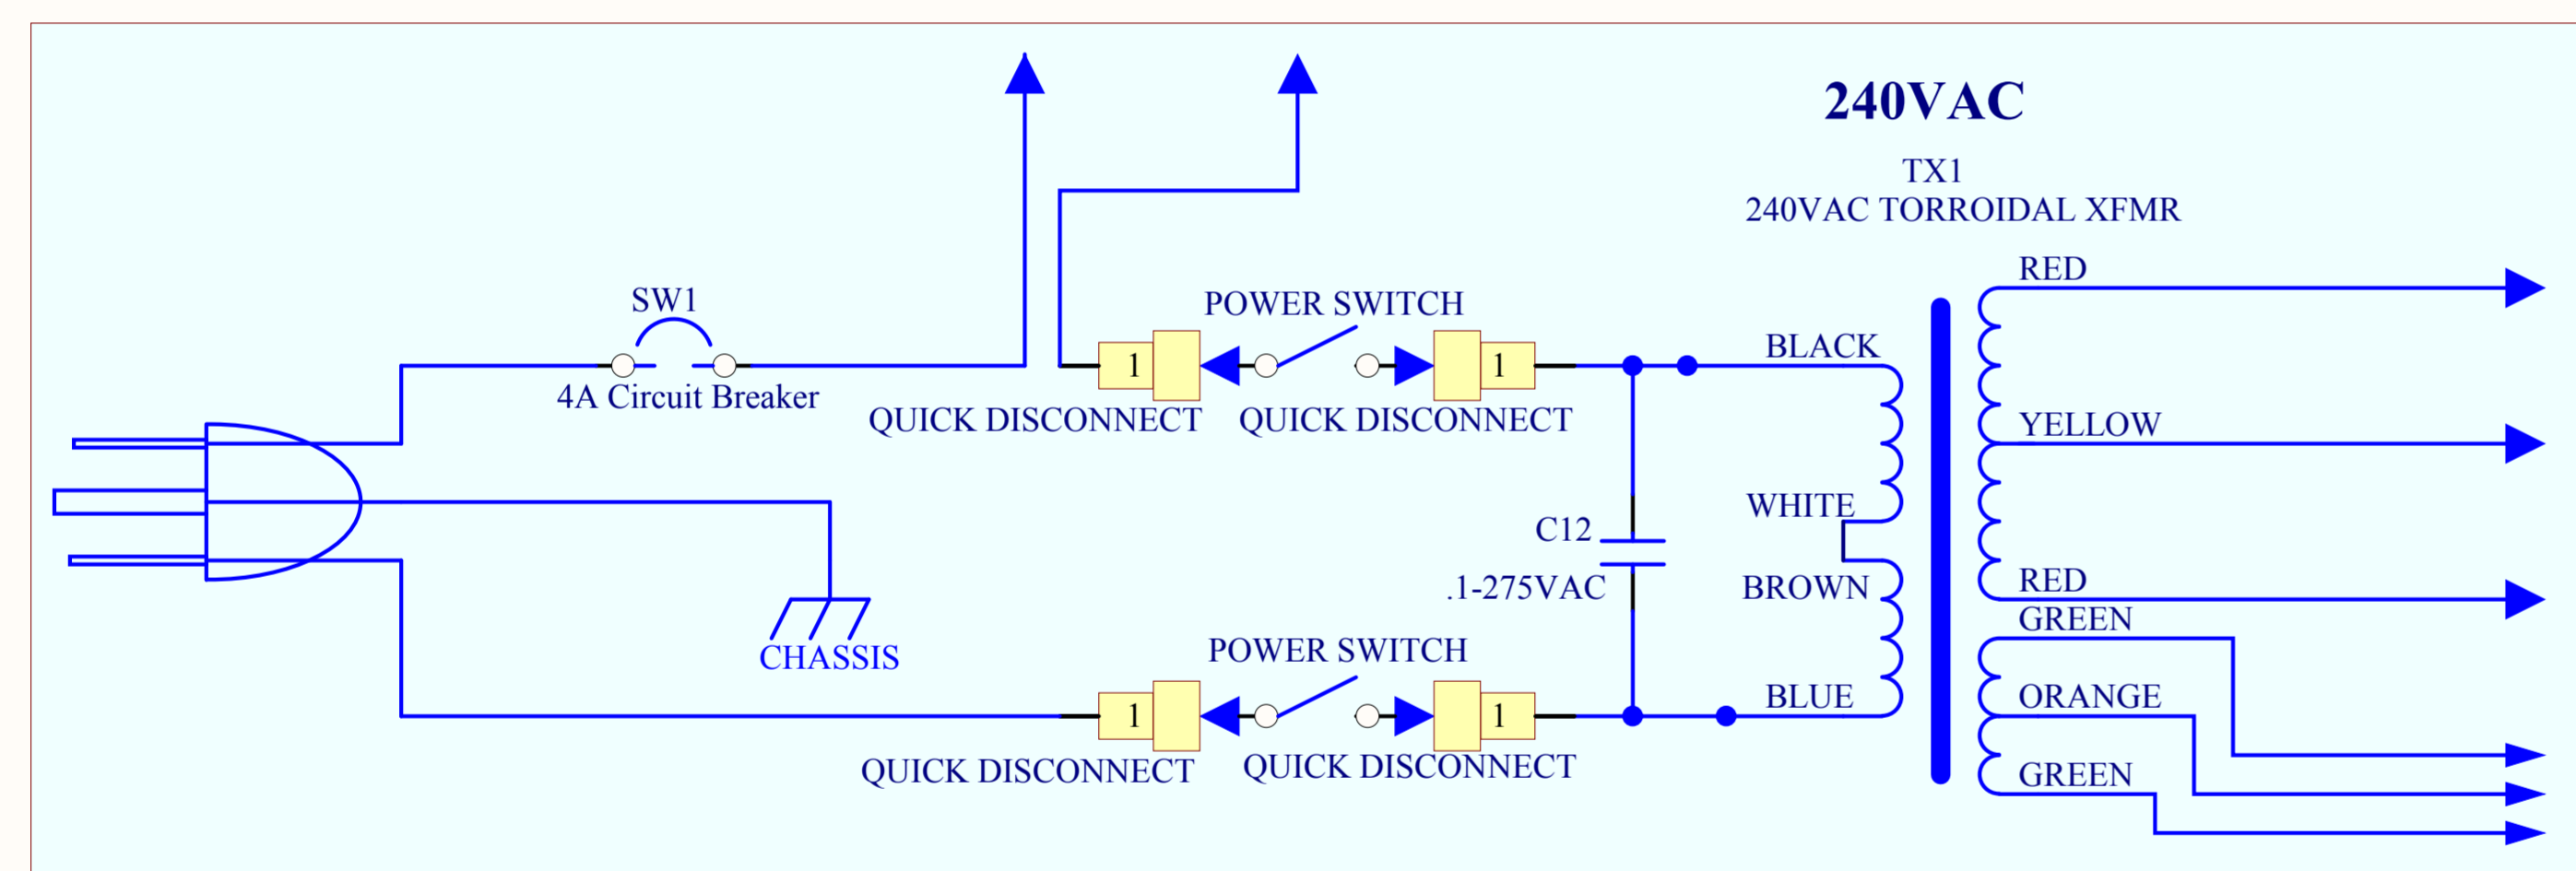 240VAC
TX1
240VAC TORROIDAL XFMR
RED
SW1
POWER SWITCH
BLACK
1
1
4A Circuit Breaker
QUICK DISCONNECT
QUICK DISCONNECT
YELLOW
WHITE
C12
.1-275VAC
BROWN
RED
GREEN
CHASSIS
POWER SWITCH
BLUE
ORANGE
1
1
QUICK DISCONNECT
QUICK DISCONNECT
GREEN